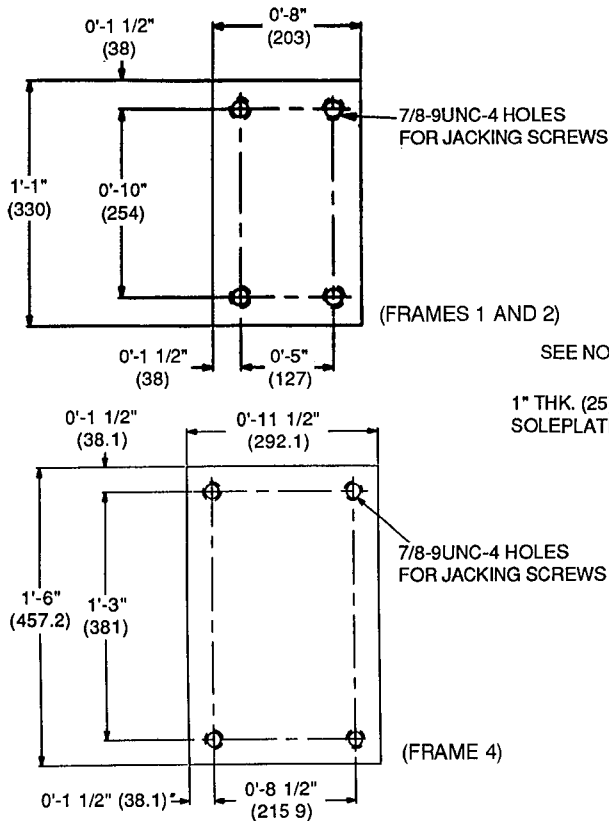 0'-8"
(203)
0'-1 1/2"
(38)
7/8-9UNC-4 HOLES
FOR JACKING SCREWS
1'-1"
(330)
0'-10"
(254)
(FRAMES 1 AND 2)
0'-1 1/2"
(38)
0'-5"
(127)
SEE NO
1" THK. (25
SOLEPLAT
0'-1 1/2"
(38.1)
0'-11 1/2"
(292.1)
7/8-9UNC-4 HOLES
FOR JACKING SCREWS
1'-6"
(457.2)
1'-3"
(381)
(FRAME 4)
0'-1 1/2" (38.1)
0'-8 1/2"
(215 9)